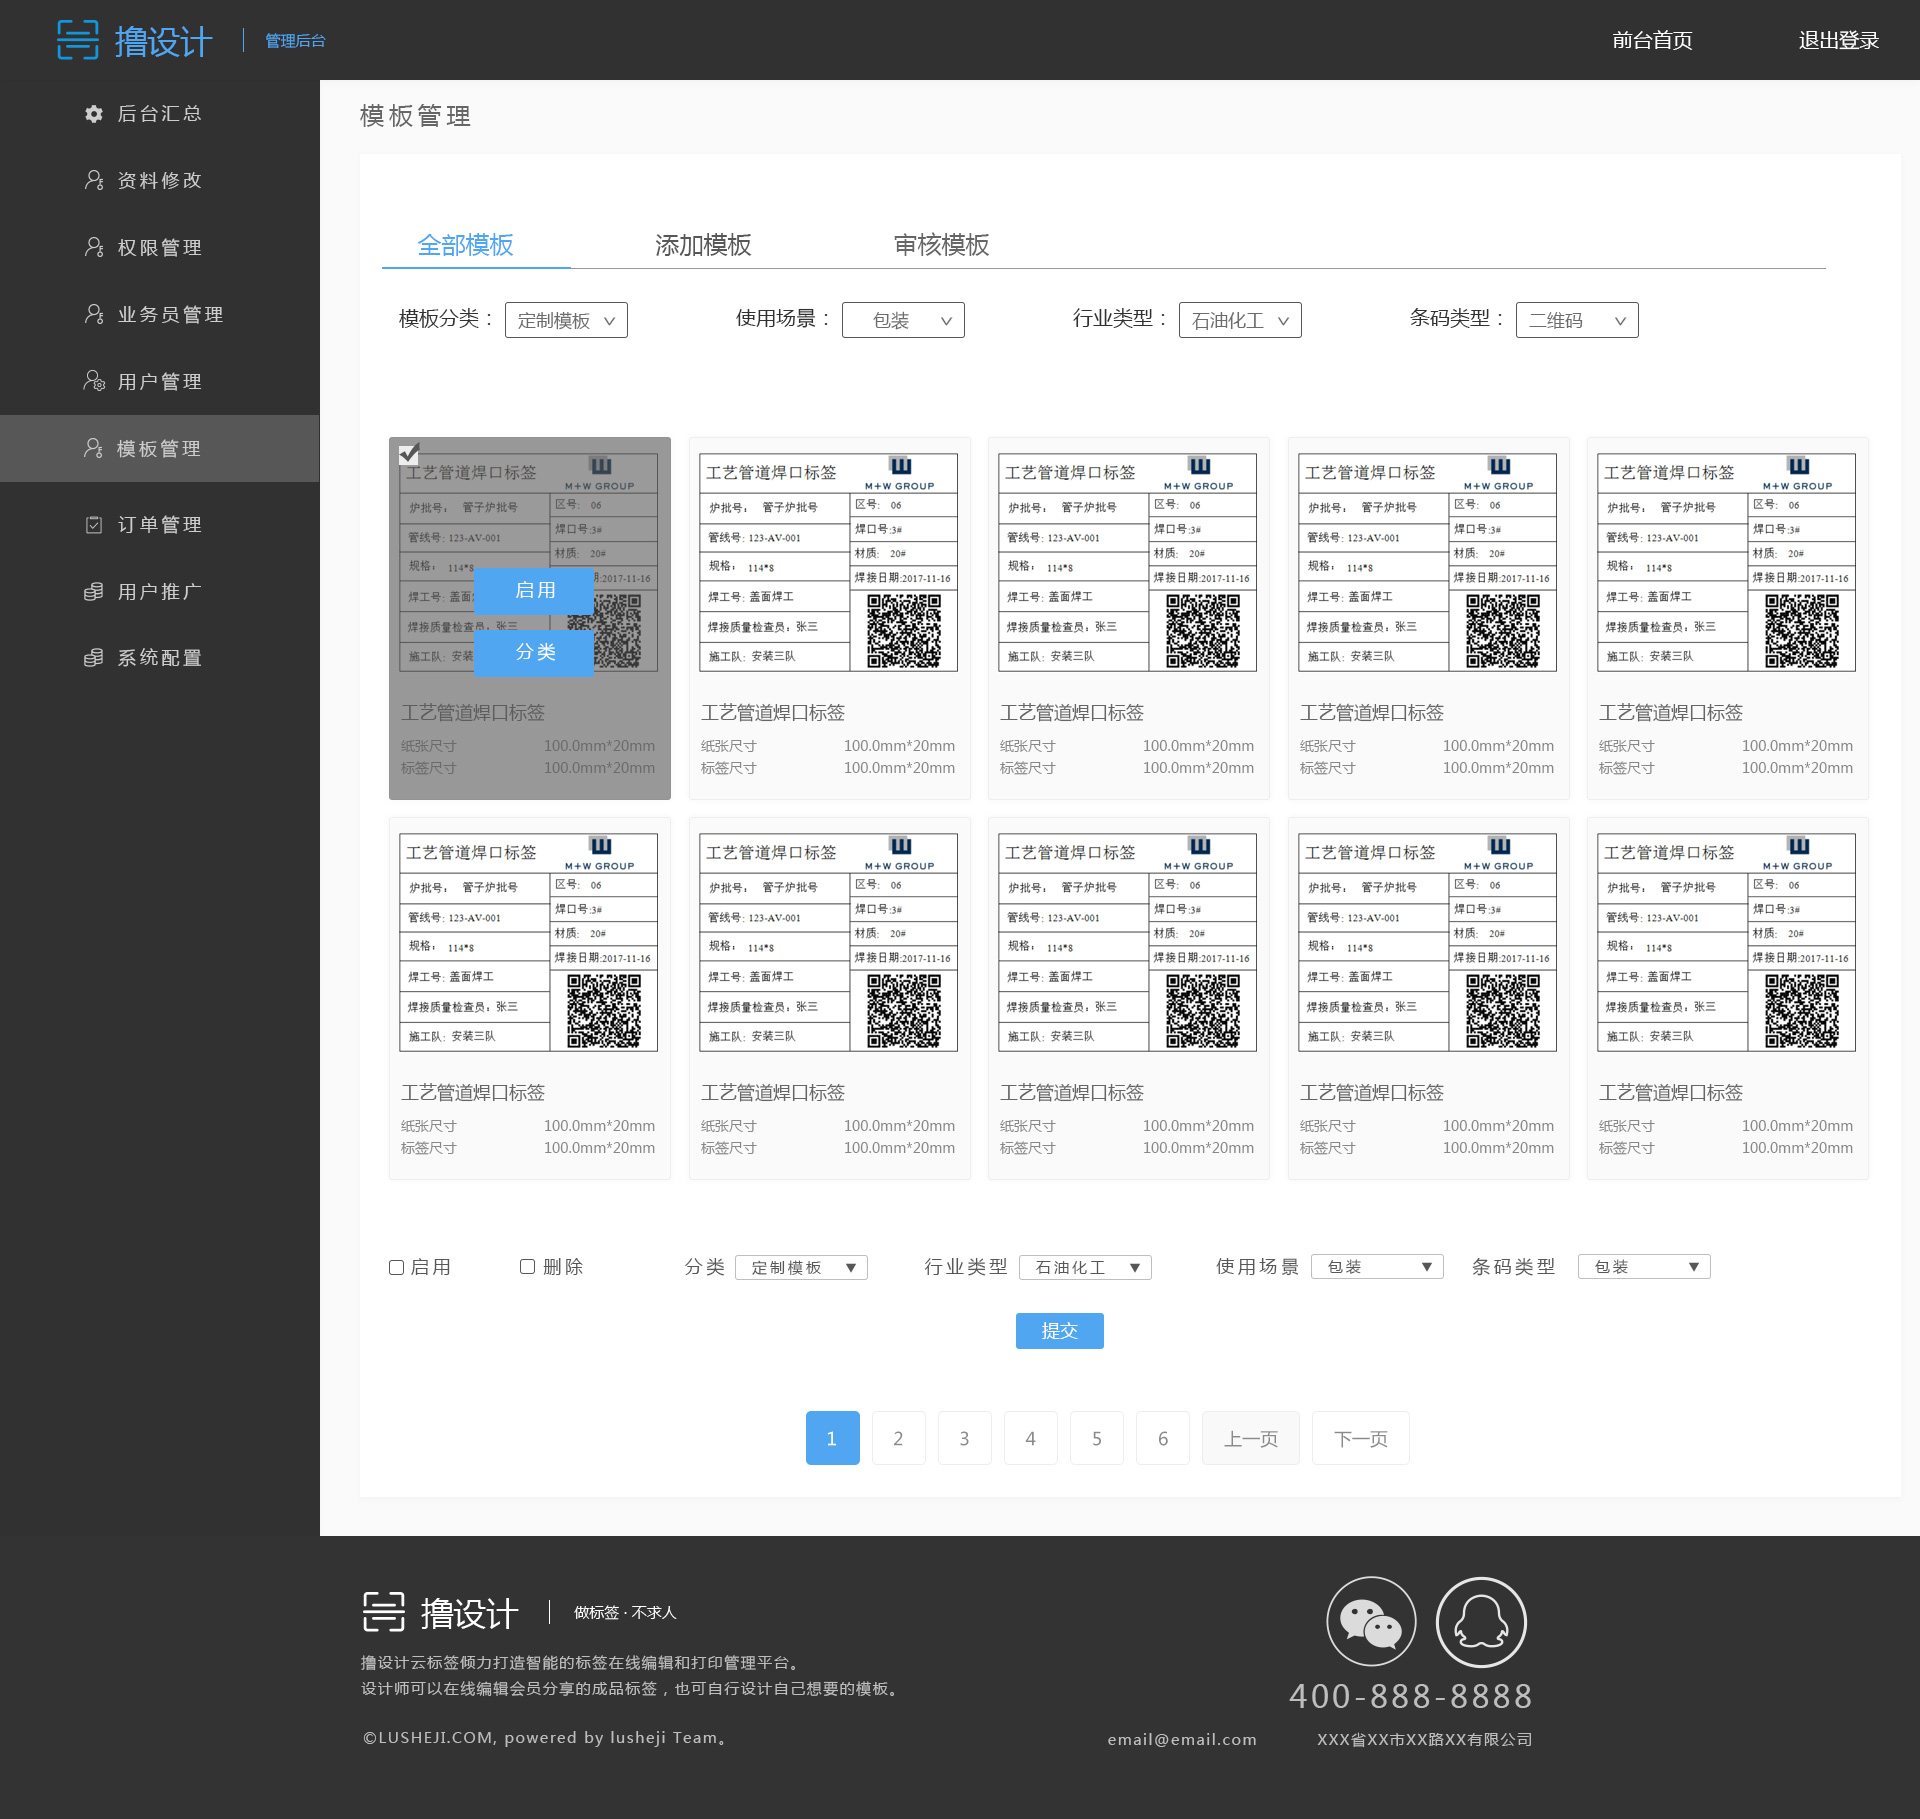 撸设计 管理后台 前台首页 退出登录
后台汇总
资料修改
权限管理
业务员管理
用户管理
模板管理
订单管理
用户推广
系统配置
模板管理
全部模板 添加模板 审核模板
模板分类： 定制模板 使用场景： 包装 行业类型： 石油化工 条码类型： 二维码
工艺管道焊口标签
M+W GROUP
炉批号： 管子炉批号 区号: 06
焊口号:3#
管线号: 123-AV-001
材质: 20#
规格： 114*8
期:2017-11-16
焊工号: 盖面
启用
焊接质量检查员：张三
分类
施工队: 安装
工艺管道焊口标签
纸张尺寸 100.0mm*20mm
标签尺寸 100.0mm*20mm
工艺管道焊口标签
M+W GROUP
炉批号： 管子炉批号 区号: 06
焊口号:3#
管线号: 123-AV-001
材质: 20#
规格： 114*8
焊接日期:2017-11-16
焊工号: 盖面焊工
焊接质量检查员：张三
施工队: 安装三队
工艺管道焊口标签
纸张尺寸 100.0mm*20mm
标签尺寸 100.0mm*20mm
工艺管道焊口标签
M+W GROUP
炉批号： 管子炉批号 区号: 06
焊口号:3#
管线号: 123-AV-001
材质: 20#
规格： 114*8
焊接日期:2017-11-16
焊工号: 盖面焊工
焊接质量检查员：张三
施工队: 安装三队
工艺管道焊口标签
纸张尺寸 100.0mm*20mm
标签尺寸 100.0mm*20mm
工艺管道焊口标签
M+W GROUP
炉批号： 管子炉批号 区号: 06
焊口号:3#
管线号: 123-AV-001
材质: 20#
规格： 114*8
焊接日期:2017-11-16
焊工号: 盖面焊工
焊接质量检查员：张三
施工队: 安装三队
工艺管道焊口标签
纸张尺寸 100.0mm*20mm
标签尺寸 100.0mm*20mm
工艺管道焊口标签
M+W GROUP
炉批号： 管子炉批号 区号: 06
焊口号:3#
管线号: 123-AV-001
材质: 20#
规格： 114*8
焊接日期:2017-11-16
焊工号: 盖面焊工
焊接质量检查员：张三
施工队: 安装三队
工艺管道焊口标签
纸张尺寸 100.0mm*20mm
标签尺寸 100.0mm*20mm
工艺管道焊口标签
M+W GROUP
炉批号： 管子炉批号 区号: 06
焊口号:3#
管线号: 123-AV-001
材质: 20#
规格： 114*8
焊接日期:2017-11-16
焊工号: 盖面焊工
焊接质量检查员：张三
施工队: 安装三队
工艺管道焊口标签
纸张尺寸 100.0mm*20mm
标签尺寸 100.0mm*20mm
工艺管道焊口标签
M+W GROUP
炉批号： 管子炉批号 区号: 06
焊口号:3#
管线号: 123-AV-001
材质: 20#
规格： 114*8
焊接日期:2017-11-16
焊工号: 盖面焊工
焊接质量检查员：张三
施工队: 安装三队
工艺管道焊口标签
纸张尺寸 100.0mm*20mm
标签尺寸 100.0mm*20mm
工艺管道焊口标签
M+W GROUP
炉批号： 管子炉批号 区号: 06
焊口号:3#
管线号: 123-AV-001
材质: 20#
规格： 114*8
焊接日期:2017-11-16
焊工号: 盖面焊工
焊接质量检查员：张三
施工队: 安装三队
工艺管道焊口标签
纸张尺寸 100.0mm*20mm
标签尺寸 100.0mm*20mm
工艺管道焊口标签
M+W GROUP
炉批号： 管子炉批号 区号: 06
焊口号:3#
管线号: 123-AV-001
材质: 20#
规格： 114*8
焊接日期:2017-11-16
焊工号: 盖面焊工
焊接质量检查员：张三
施工队: 安装三队
工艺管道焊口标签
纸张尺寸 100.0mm*20mm
标签尺寸 100.0mm*20mm
工艺管道焊口标签
M+W GROUP
炉批号： 管子炉批号 区号: 06
焊口号:3#
管线号: 123-AV-001
材质: 20#
规格： 114*8
焊接日期:2017-11-16
焊工号: 盖面焊工
焊接质量检查员：张三
施工队: 安装三队
工艺管道焊口标签
纸张尺寸 100.0mm*20mm
标签尺寸 100.0mm*20mm
启用 删除 分类 定制模板 行业类型 石油化工 使用场景 包装 条码类型 包装
提交
1 2 3 4 5 6 上一页 下一页
撸设计 做标签·不求人
撸设计云标签倾力打造智能的标签在线编辑和打印管理平台。
设计师可以在线编辑会员分享的成品标签，也可自行设计自己想要的模板。
©LUSHEJI.COM, powered by lusheji Team。
400-888-8888
email@email.com XXX省XX市XX路XX有限公司